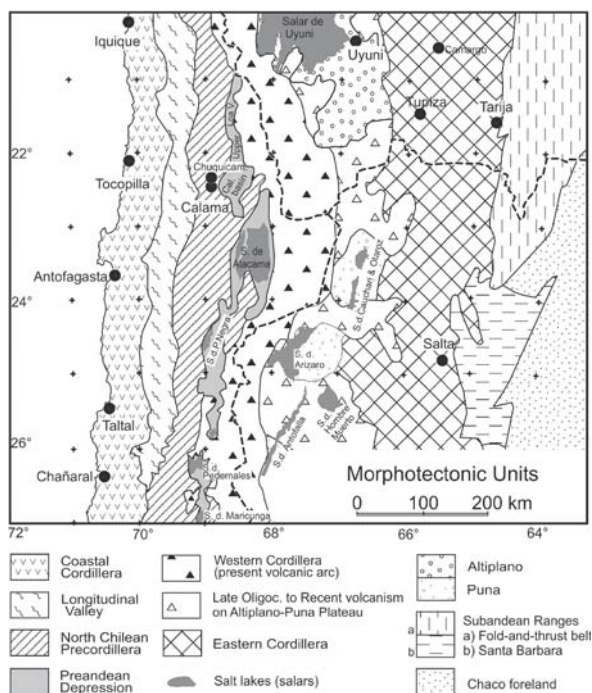 Salar de
Uyuni
Iquique
Uyuni
Camargo
Tupiza
Tarija
22°
Chuquicam.
Tocopilla
Cal.
basin
Calama
S. de
Atacama
Antofagasta
S.d.Cauchari & Olaroz
24°
S.d.P.Negra
S. d.
Arizaro
Salta
Taltal
S.d. Antofalla
S.d.
Hombre
Muerto
26°
S. d.
Pedernales
Chañaral
S. d. Maricunga
Morphotectonic Units
0 100 200 km
72° 70° 68° 66° 64°
Coastal
Cordillera
Western Cordillera
(present volcanic arc)
Altiplano
Puna
Longitudinal
Valley
Late Oligoc. to Recent volcanism
on Altiplano-Puna Plateau
Subandean Ranges
a a) Fold-and-thrust belt
b b) Santa Barbara
North Chilean
Precordillera
Eastern Cordillera
Preandean
Depression
Salt lakes (salars)
Chaco foreland